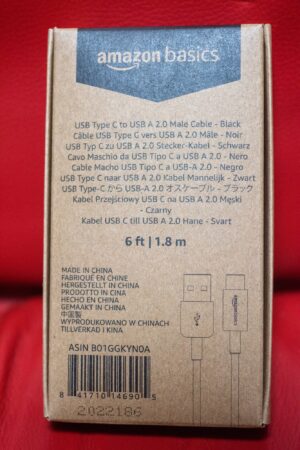 amazon basics
USB Type C to USB A 2.0 Male Cable - Black
Câble USB Type C vers USB A 2.0 Mâle - Noir
USB Typ C zu USB A 2.0 Stecker-Kabel - Schwarz
Cavo Maschio da USB Tipo C a USB A 2.0 - Nero
Cable Macho USB Tipo C a USB-A 2.0 - Negro
USB Type C naar USB A 2.0 Kabel Mannelijk - Zwart
USB Type-C から USB-A 2.0 オスケーブル - ブラック
Kabel Przejściowy USB C na USB A 2.0 Męski
- Czarny
Kabel USB C till USB A 2.0 Hane - Svart
6 ft | 1.8 m
MADE IN CHINA
FABRIQUÉ EN CHINE
HERGESTELLT IN CHINA
PRODOTTO IN CINA
HECHO EN CHINA
GEMAAKT IN CHINA
中国製
WYPRODUKOWANO W CHINACH
TILLVERKAD I KINA
ASIN B01GGKYN0A
8 41710 14690 5
2022186